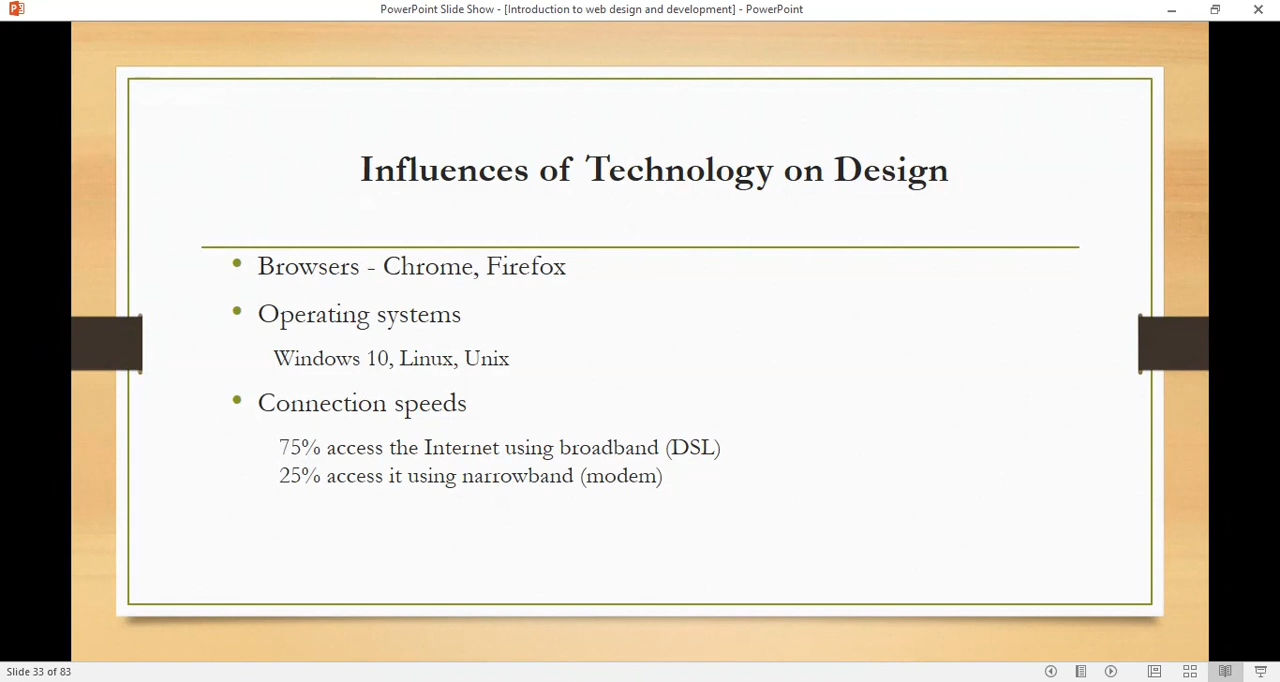 PowerPoint Slide Show - [Introduction to web design and development] - PowerPoint
Influences of Technology on Design
• Browsers - Chrome, Firefox
• Operating systems
Windows 10, Linux, Unix
• Connection speeds
75% access the Internet using broadband (DSL)
25% access it using narrowband (modem)
Slide 33 of 83